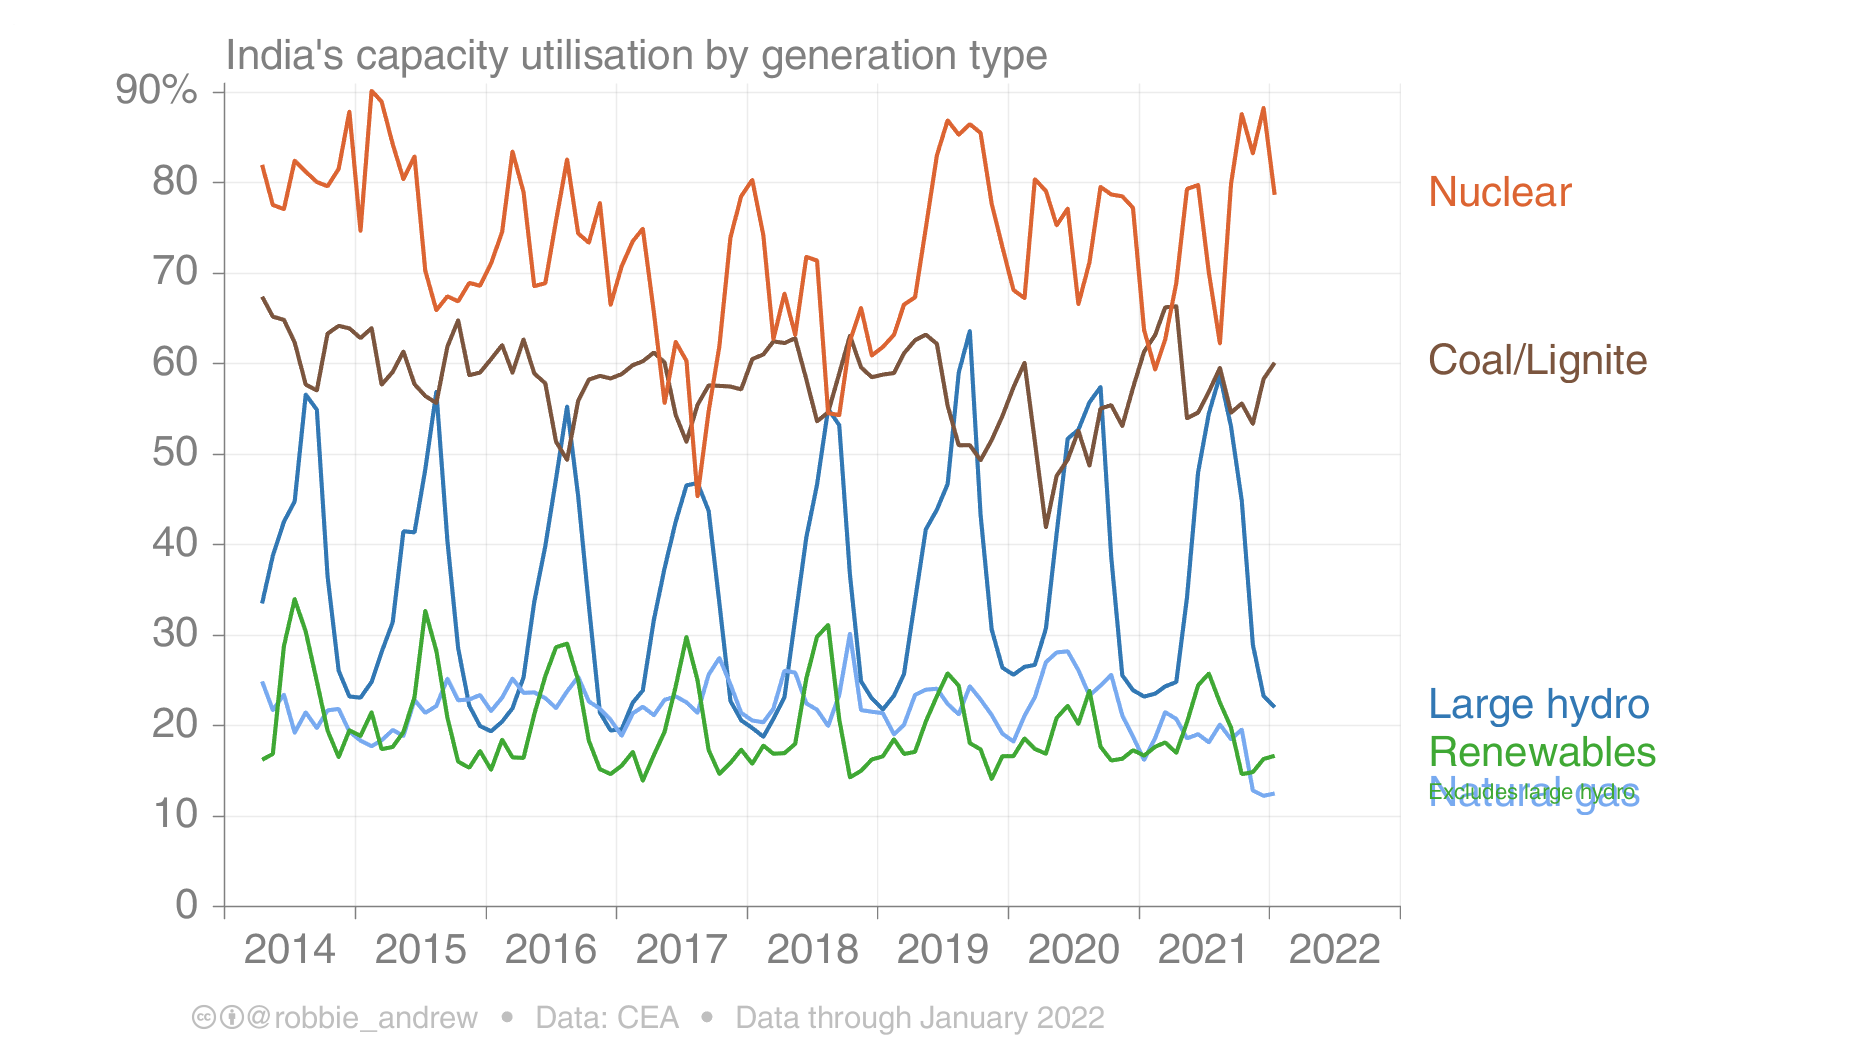 India's capacity utilisation by generation type
90%
80
70
60
50
40
30
20
10
0
2014 2015 2016 2017 2018 2019 2020 2021 2022
Nuclear
Coal/Lignite
Large hydro
Renewables
Excludes large hydro
Natural gas
cc @robbie_andrew • Data: CEA • Data through January 2022